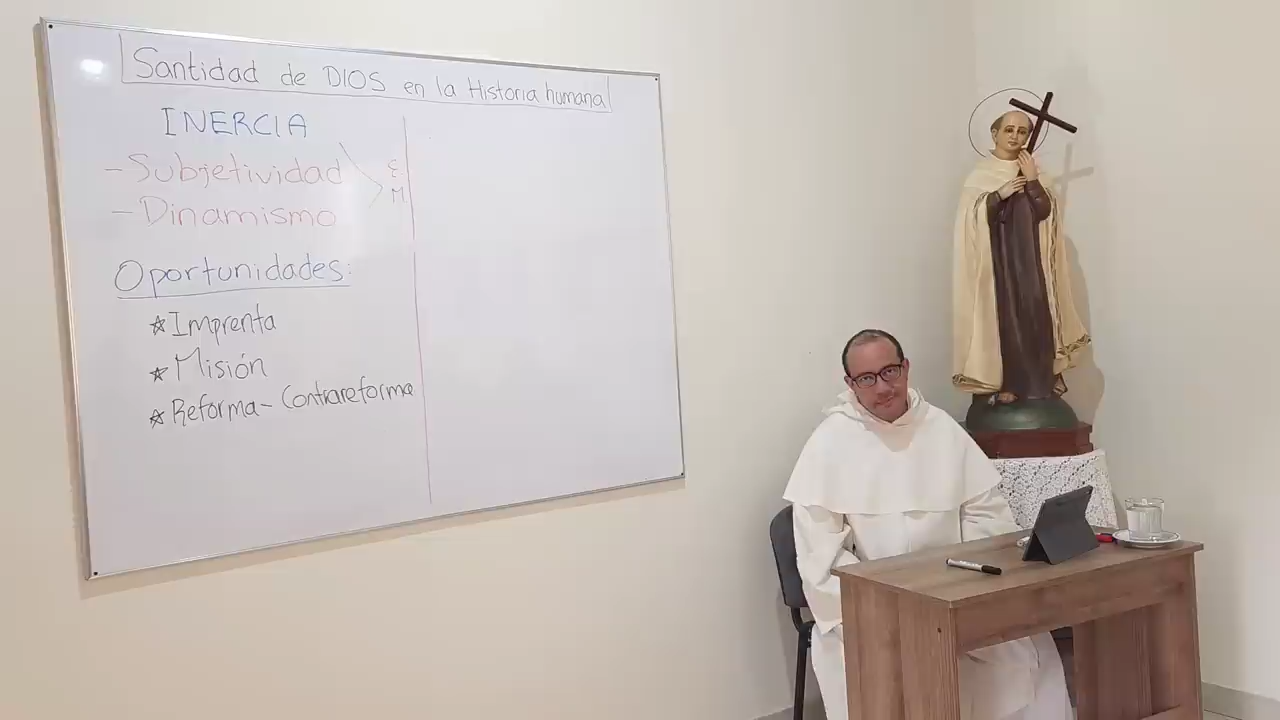 Santidad de DIOS en la Historia humana
INERCIA
- Subjetividad
- Dinamismo
E
M
Oportunidades:
☆ Imprenta
☆ Misión
☆ Reforma - Contrareforma